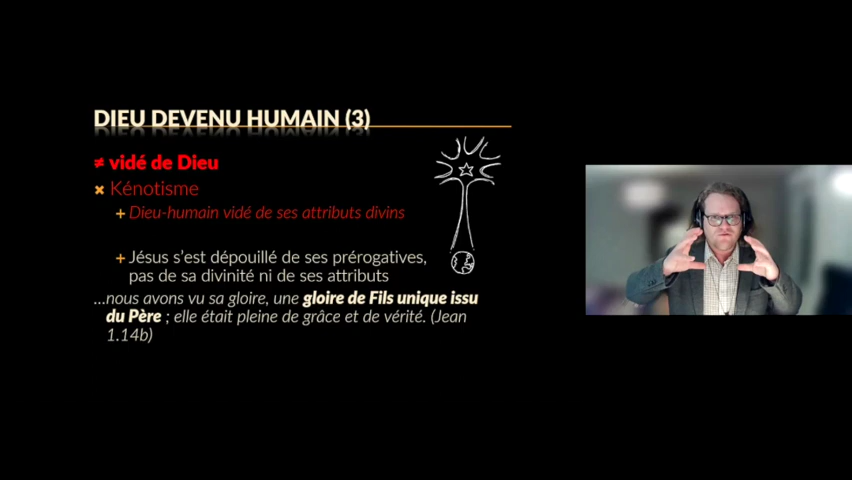 DIEU DEVENU HUMAIN (3)
≠ vidé de Dieu
Kénotisme
+ Dieu-humain vidé de ses attributs divins
+ Jésus s'est dépouillé de ses prérogatives,
pas de sa divinité ni de ses attributs
...nous avons vu sa gloire, une gloire de Fils unique issu
du Père ; elle était pleine de grâce et de vérité. (Jean
1.14b)